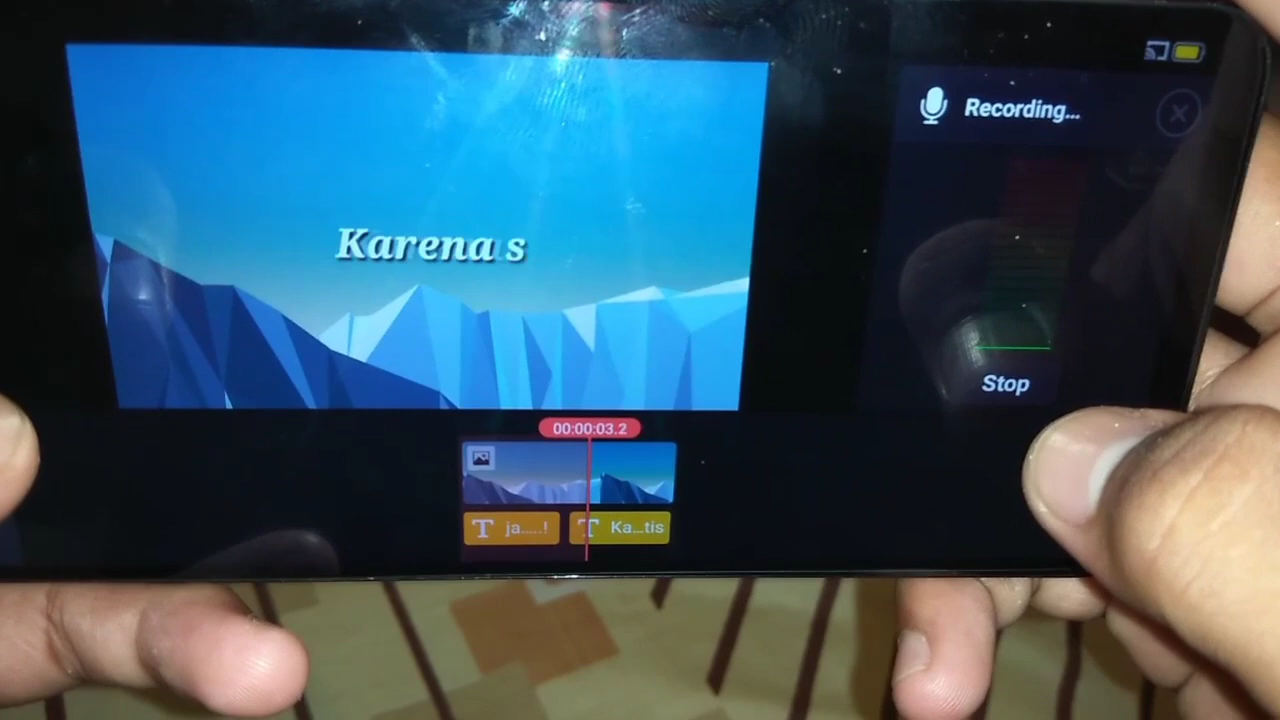 Recording...
Karena s
Stop
00:00:03.2
T ja.....!
T Ka...tis